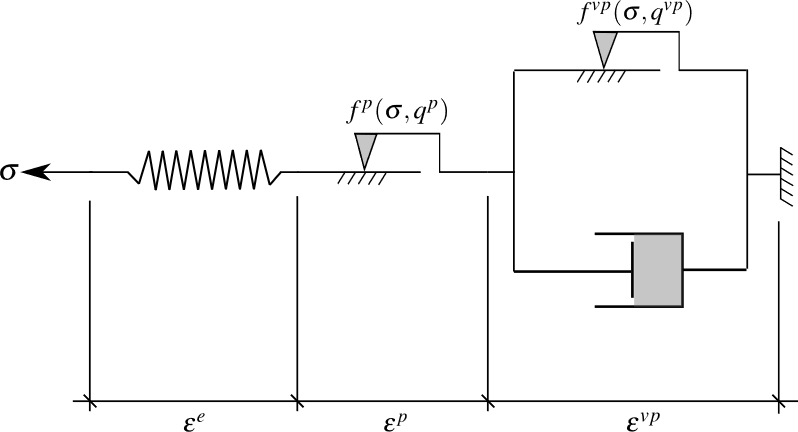 f^{vp}(σ, q^{vp})
f^p(σ, q^p)
σ
ε^e ε^p ε^{vp}